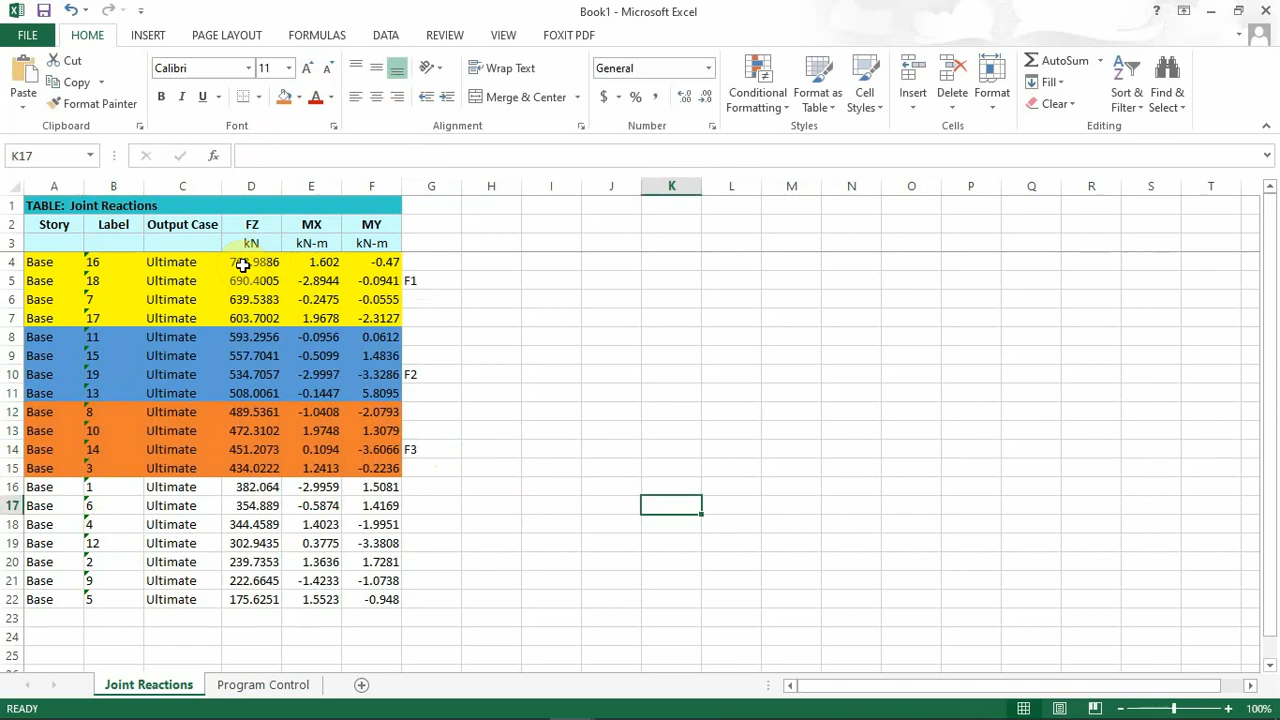 Book1 - Microsoft Excel
FILE HOME INSERT PAGE LAYOUT FORMULAS DATA REVIEW VIEW FOXIT PDF
Paste Cut Copy Format Painter
Clipboard
Calibri 11
B I U A
Font
Wrap Text
Merge & Center
Alignment
General
$ % ,
Number
Conditional Formatting Format as Table Cell Styles
Styles
Insert Delete Format
Cells
AutoSum Fill Clear Sort & Filter Find & Select
Editing
K17 fx
A B C D E F G H I J K L M N O P Q R S T
1 TABLE: Joint Reactions
2 Story Label Output Case FZ MX MY
3 kN kN-m kN-m
4 Base 16 Ultimate 1.602 -0.47
5 Base 18 Ultimate 690.4005 -2.8944 -0.0941 F1
6 Base 7 Ultimate 639.5383 -0.2475 -0.0555
7 Base 17 Ultimate 603.7002 1.9678 -2.3127
8 Base 11 Ultimate 593.2956 -0.0956 0.0612
9 Base 15 Ultimate 557.7041 -0.5099 1.4836
10 Base 19 Ultimate 534.7057 -2.9997 -3.3286 F2
11 Base 13 Ultimate 508.0061 -0.1447 5.8095
12 Base 8 Ultimate 489.5361 -1.0408 -2.0793
13 Base 10 Ultimate 472.3102 1.9748 1.3079
14 Base 14 Ultimate 451.2073 0.1094 -3.6066 F3
15 Base 3 Ultimate 434.0222 1.2413 -0.2236
16 Base 1 Ultimate 382.064 -2.9959 1.5081
17 Base 6 Ultimate 354.889 -0.5874 1.4169
18 Base 4 Ultimate 344.4589 1.4023 -1.9951
19 Base 12 Ultimate 302.9435 0.3775 -3.3808
20 Base 2 Ultimate 239.7353 1.3636 1.7281
21 Base 9 Ultimate 222.6645 -1.4233 -1.0738
22 Base 5 Ultimate 175.6251 1.5523 -0.948
23
24
25
Joint Reactions Program Control
READY 100%